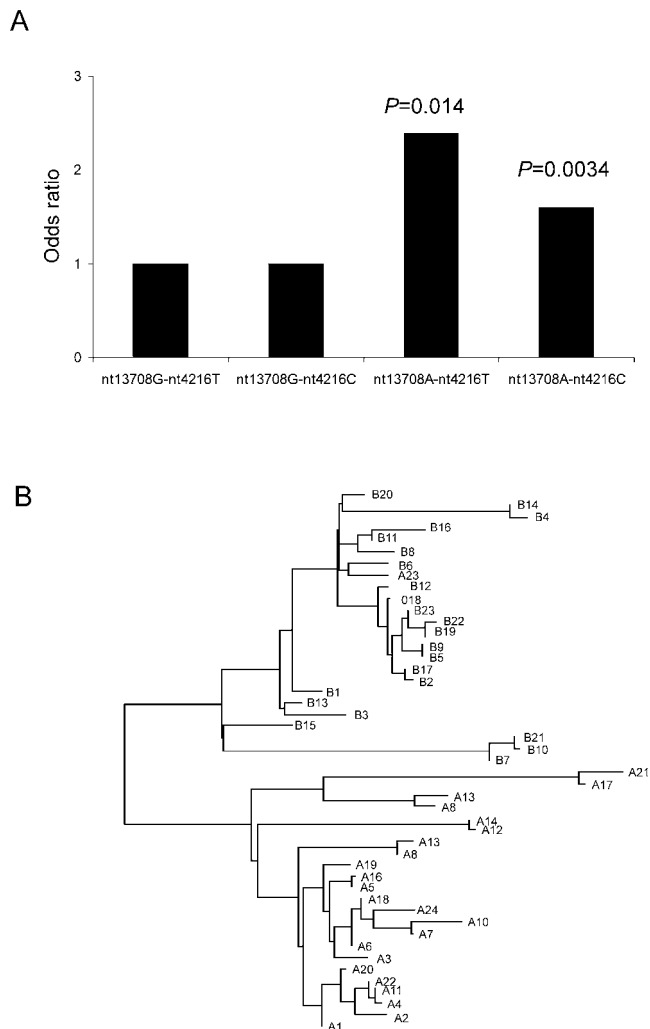 A
3
P=0.014
2
P=0.0034
Odds ratio
1
0
nt13708G-nt4216T nt13708G-nt4216C nt13708A-nt4216T nt13708A-nt4216C
B
B20
B14
B4
B16
B11
B8
B6
A23
B12
018
B23
B22
B19
B9
B5
B17
B2
B1
B13
B3
B15
B21
B10
B7
A21
A17
A13
A8
A14
A12
A13
A8
A19
A16
A5
A18
A24
A10
A7
A6
A3
A20
A22
A11
A4
A2
A1